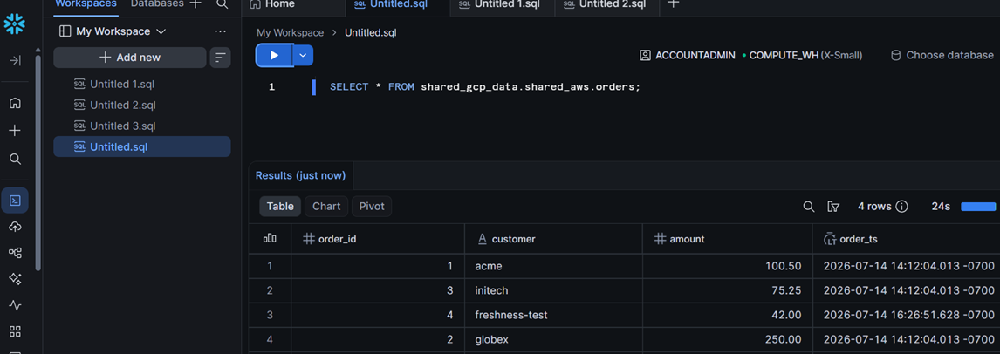 Workspaces Databases
Home Untitled.sql Untitled 1.sql Untitled 2.sql
My Workspace
Add new
Untitled 1.sql
Untitled 2.sql
Untitled 3.sql
Untitled.sql
My Workspace > Untitled.sql
ACCOUNTADMIN COMPUTE_WH (X-Small) Choose database
1 SELECT * FROM shared_gcp_data.shared_aws.orders;
Results (just now)
Table Chart Pivot 4 rows 24s
order_id customer amount order_ts
1 1 acme 100.50 2026-07-14 14:12:04.013 -0700
2 3 initech 75.25 2026-07-14 14:12:04.013 -0700
3 4 freshness-test 42.00 2026-07-14 16:26:51.628 -0700
4 2 globex 250.00 2026-07-14 14:12:04.013 -0700